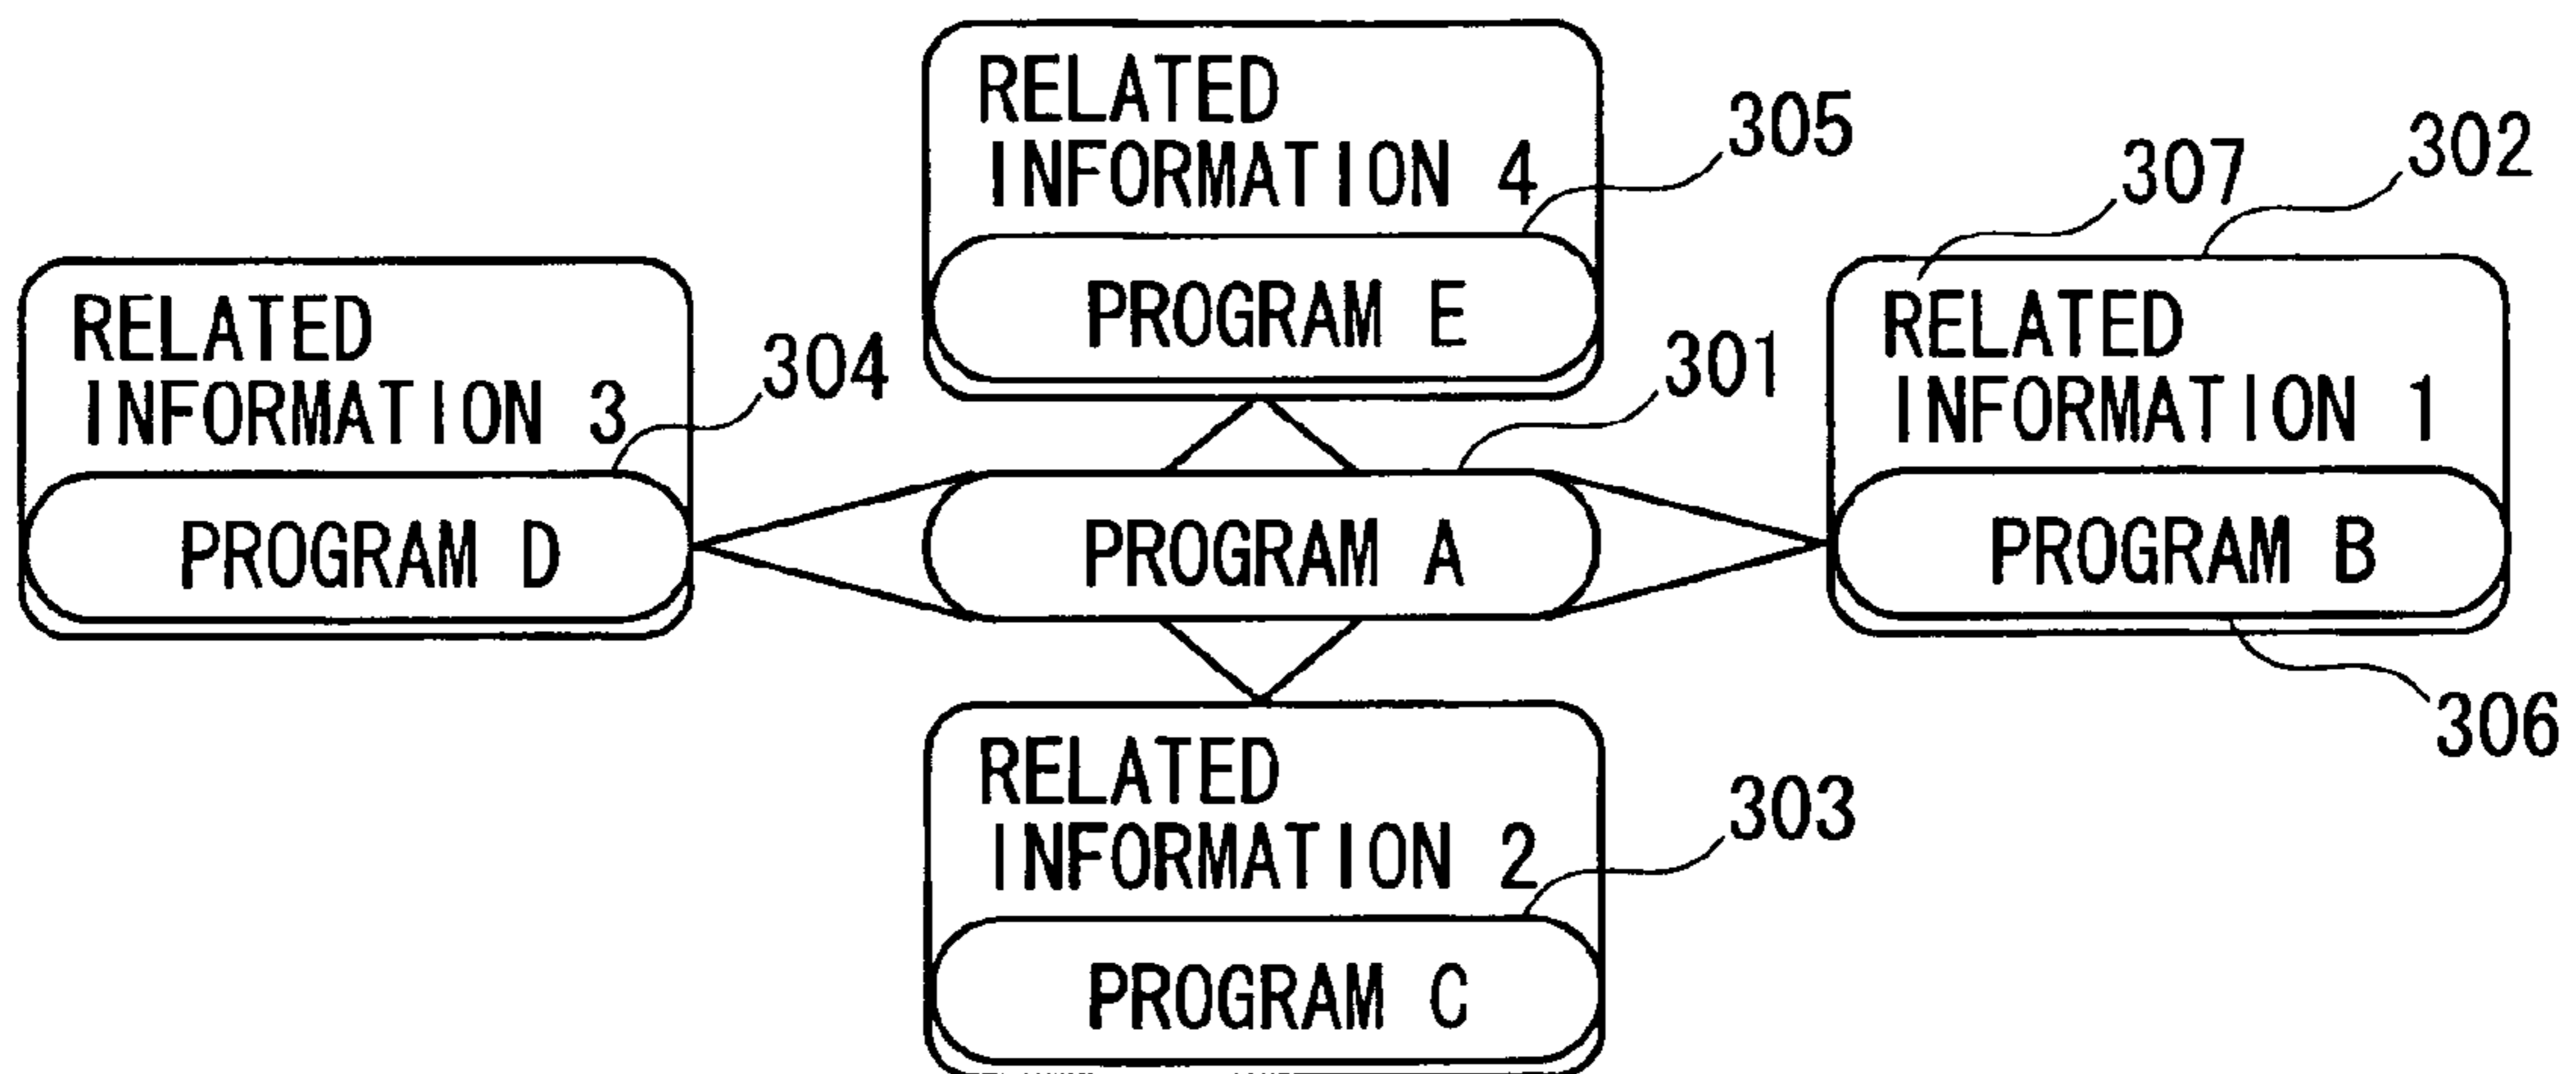 RELATED
INFORMATION 4
PROGRAM E
305
RELATED
INFORMATION 3
PROGRAM D
304
PROGRAM A
301
307
302
RELATED
INFORMATION 1
PROGRAM B
306
RELATED
INFORMATION 2
PROGRAM C
303